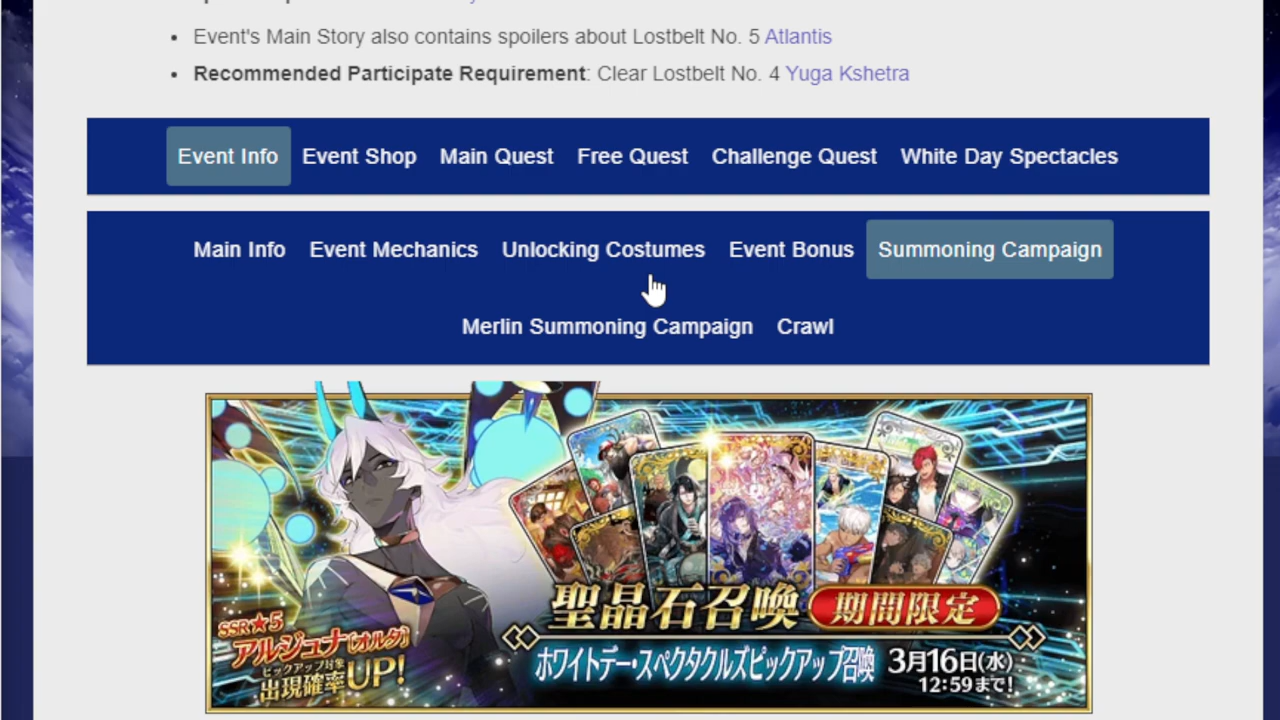 Event's Main Story also contains spoilers about Lostbelt No. 5 Atlantis
Recommended Participate Requirement: Clear Lostbelt No. 4 Yuga Kshetra
Event Info Event Shop Main Quest Free Quest Challenge Quest White Day Spectacles
Main Info Event Mechanics Unlocking Costumes Event Bonus Summoning Campaign
Merlin Summoning Campaign Crawl
聖晶石召喚 期間限定
SSR★5
アルジュナ〔オルタ〕
ピックアップ対象
出現確率UP!
ホワイトデー・スペクタクルズピックアップ召喚 3月16日(水)
12:59まで!